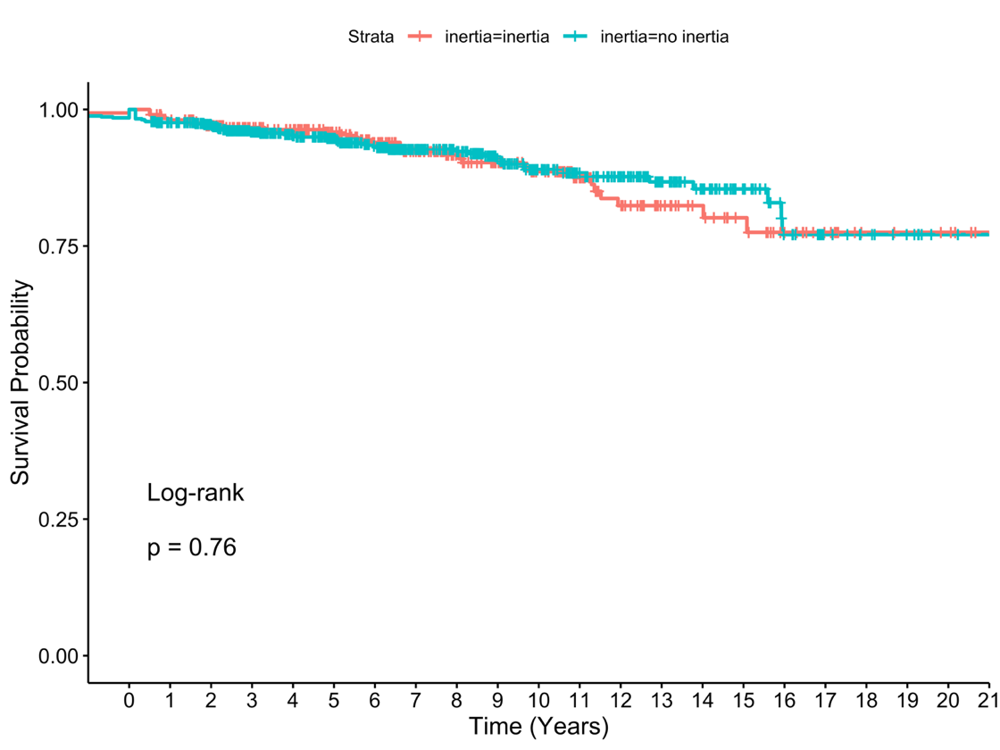 Strata inertia=inertia inertia=no inertia
1.00
0.75
0.50
0.25
0.00
Survival Probability
Log-rank
p = 0.76
0 1 2 3 4 5 6 7 8 9 10 11 12 13 14 15 16 17 18 19 20 21
Time (Years)